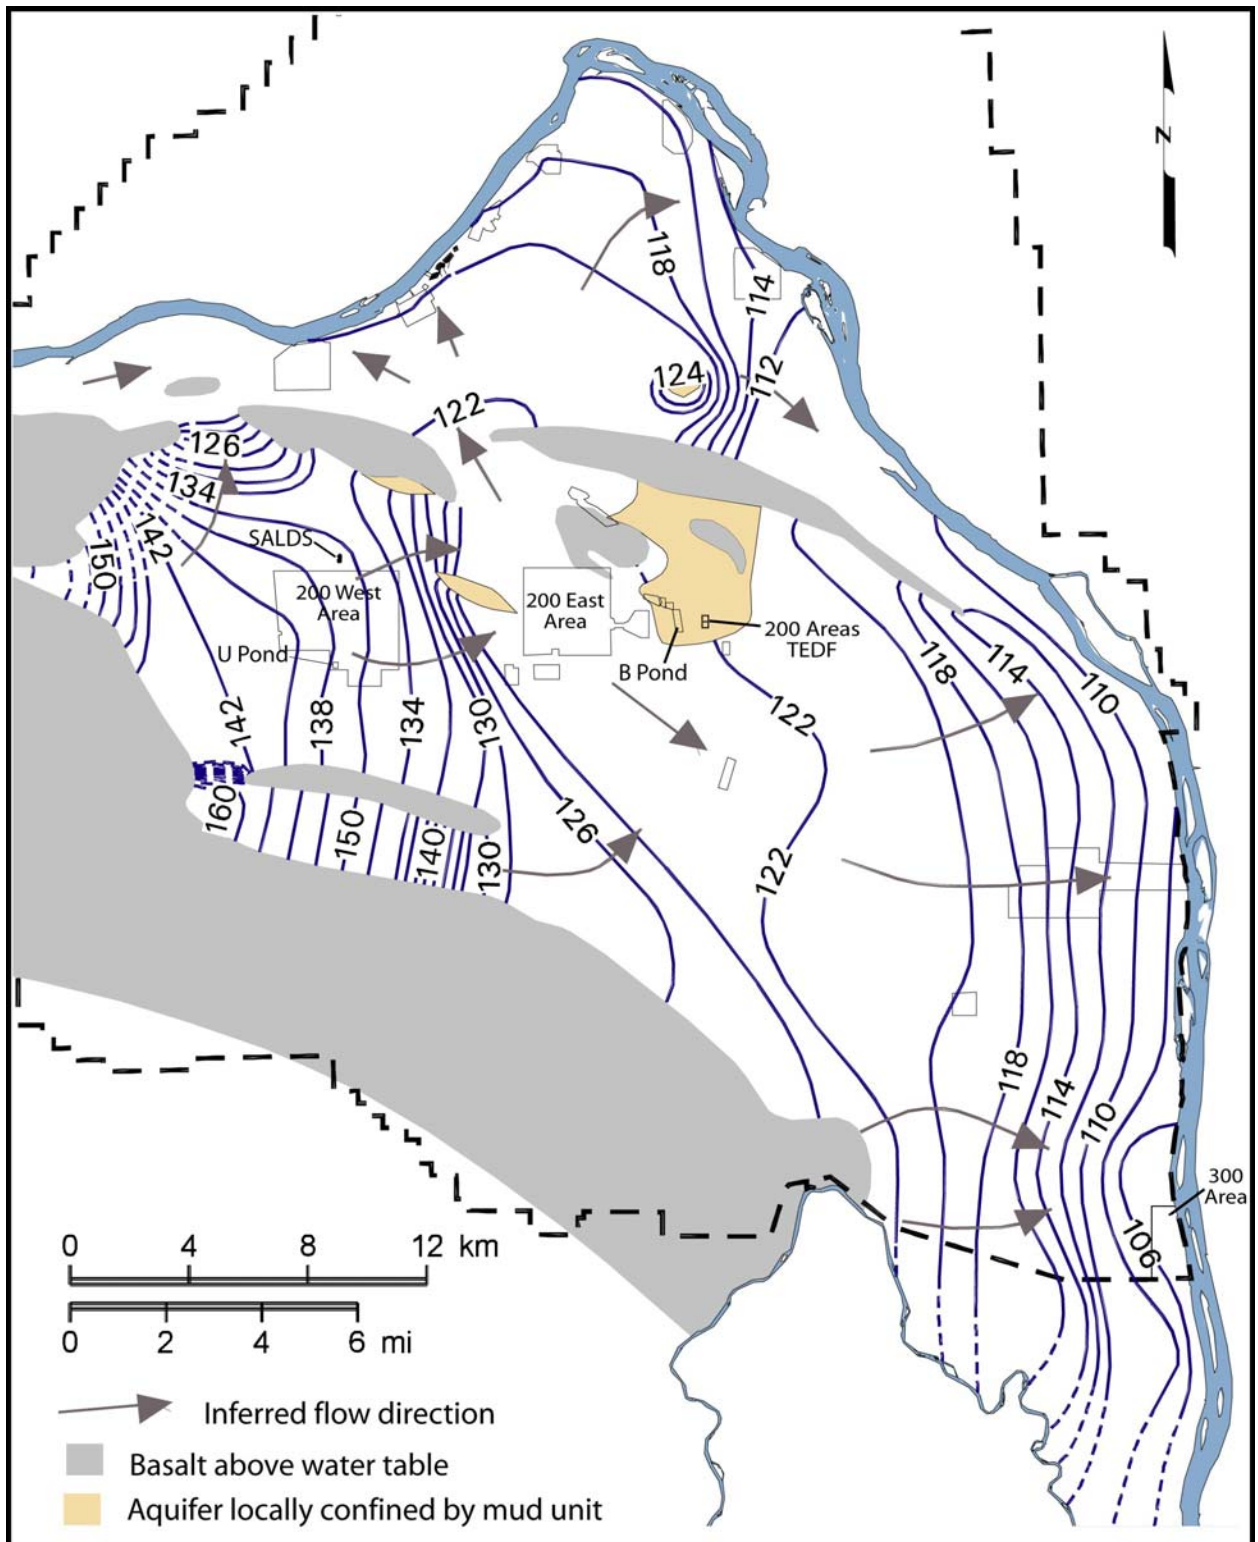 N
118
114
124
112
122
126
134
142
150
SALDS
200 West
Area
200 East
Area
U Pond
B Pond
200 Areas
TEDF
118
114
110
122
142
138
134
130
126
160
150
140
130
122
118
114
110
106
300
Area
0 4 8 12 km
0 2 4 6 mi
Inferred flow direction
Basalt above water table
Aquifer locally confined by mud unit